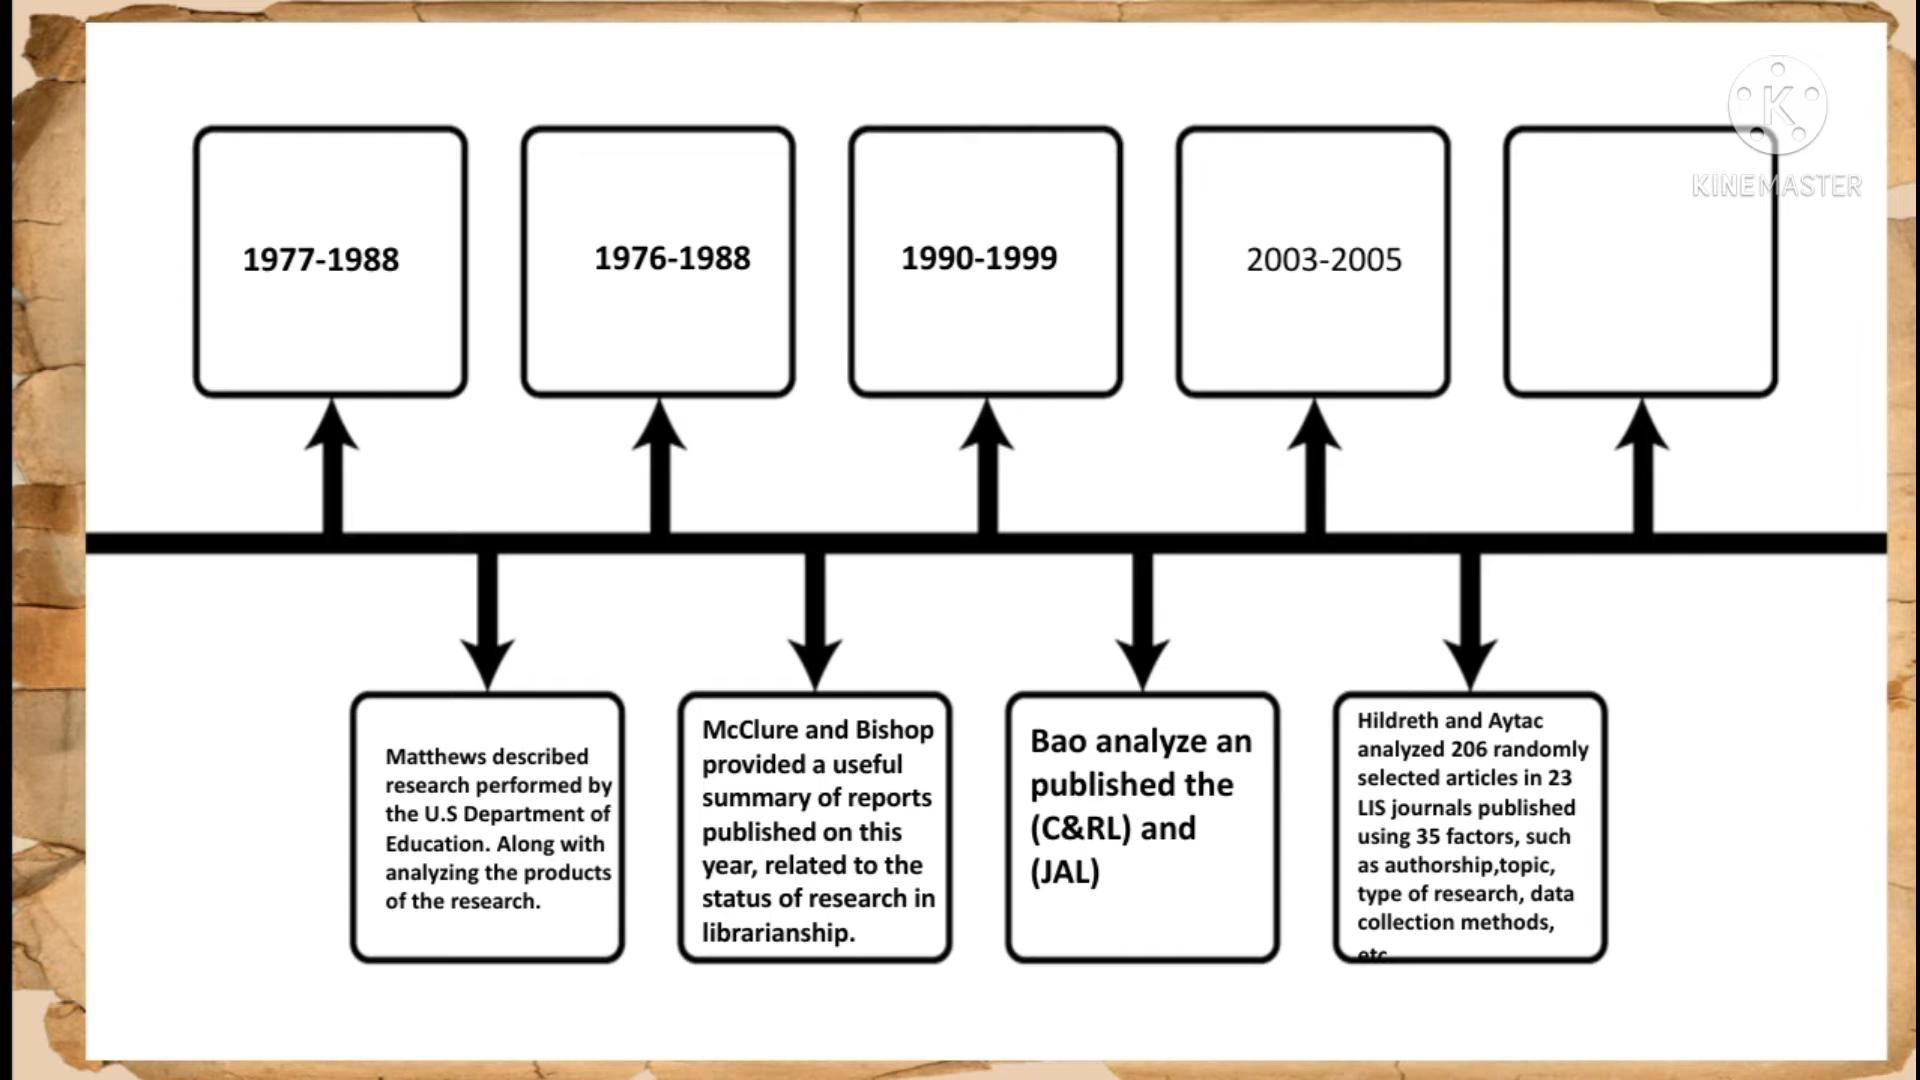 K
KINEMASTER
1977-1988
1976-1988
1990-1999
2003-2005
Matthews described
research performed by
the U.S Department of
Education. Along with
analyzing the products
of the research.
McClure and Bishop
provided a useful
summary of reports
published on this
year, related to the
status of research in
librarianship.
Bao analyze an
published the
(C&RL) and
(JAL)
Hildreth and Aytac
analyzed 206 randomly
selected articles in 23
LIS journals published
using 35 factors, such
as authorship,topic,
type of research, data
collection methods,
etc